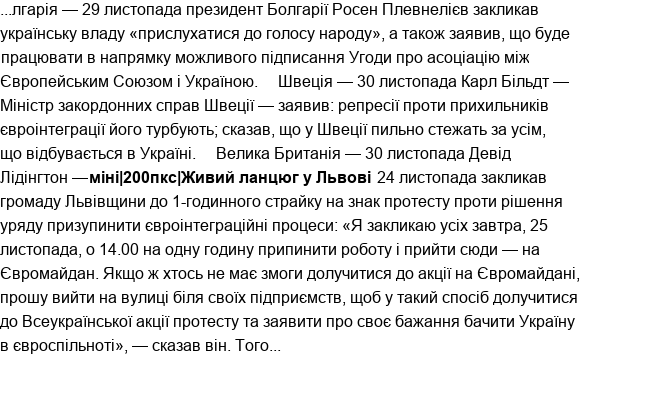 ...лгарія — 29 листопада президент Болгарії Росен Плевнелієв закликав
українську владу «прислухатися до голосу народу», а також заявив, що буде
працювати в напрямку можливого підписання Угоди про асоціацію між
Європейським Союзом і Україною.    Швеція — 30 листопада Карл Більдт —
Міністр закордонних справ Швеції — заявив: репресії проти прихильників
євроінтеграції його турбують; сказав, що у Швеції пильно стежать за усім,
що відбувається в Україні.    Велика Британія — 30 листопада Девід
Лідінгтон —міні|200пкс|Живий ланцюг у Львові 24 листопада закликав
громаду Львівщини до 1-годинного страйку на знак протесту проти рішення
уряду призупинити євроінтеграційні процеси: «Я закликаю усіх завтра, 25
листопада, о 14.00 на одну годину припинити роботу і прийти сюди — на
Євромайдан. Якщо ж хтось не має змоги долучитися до акції на Євромайдані,
прошу вийти на вулиці біля своїх підприємств, щоб у такий спосіб долучитися
до Всеукраїнської акції протесту та заявити про своє бажання бачити Україну
в євроспільноті», — сказав він. Того...